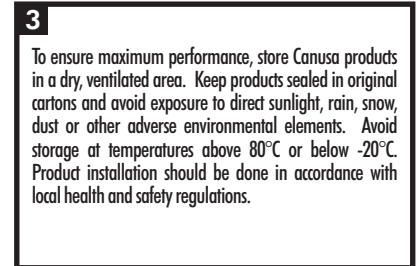 3
To ensure maximum performance, store Canusa products
in a dry, ventilated area. Keep products sealed in original
cartons and avoid exposure to direct sunlight, rain, snow,
dust or other adverse environmental elements. Avoid
storage at temperatures above 80°C or below -20°C.
Product installation should be done in accordance with
local health and safety regulations.